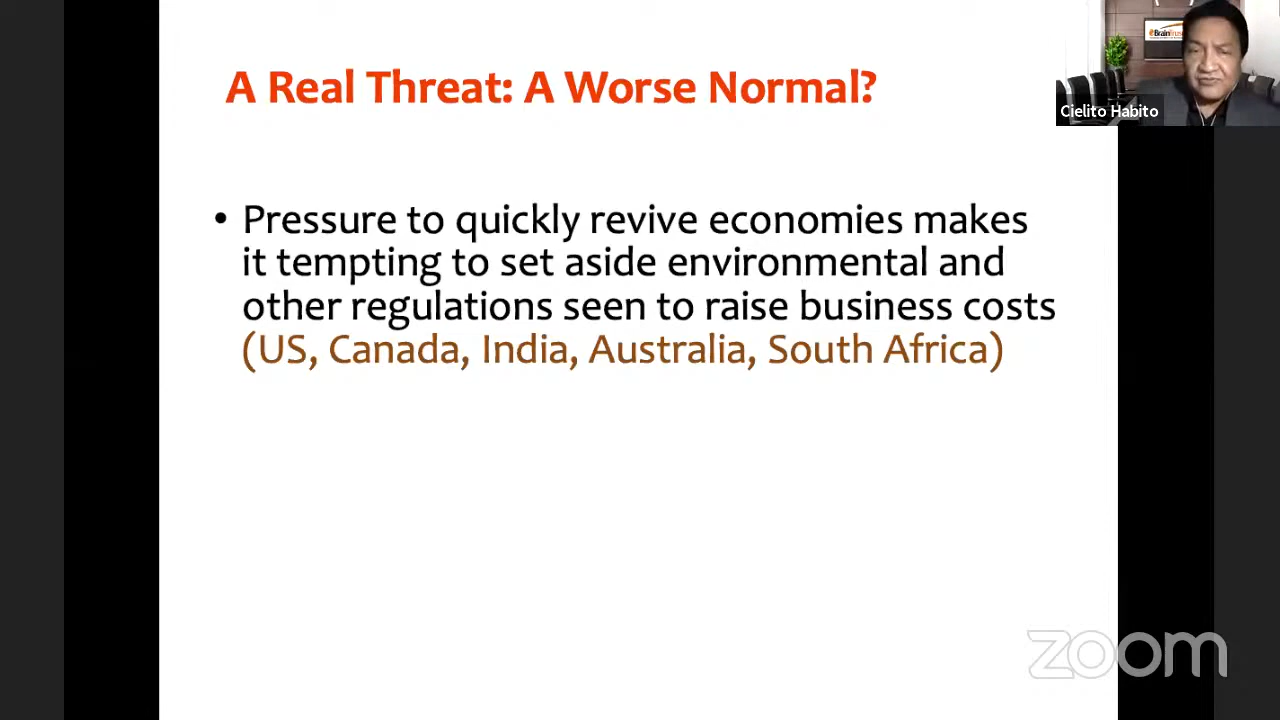 A Real Threat: A Worse Normal?
BrainTrust
Cielito Habito
• Pressure to quickly revive economies makes
it tempting to set aside environmental and
other regulations seen to raise business costs
(US, Canada, India, Australia, South Africa)
zoom